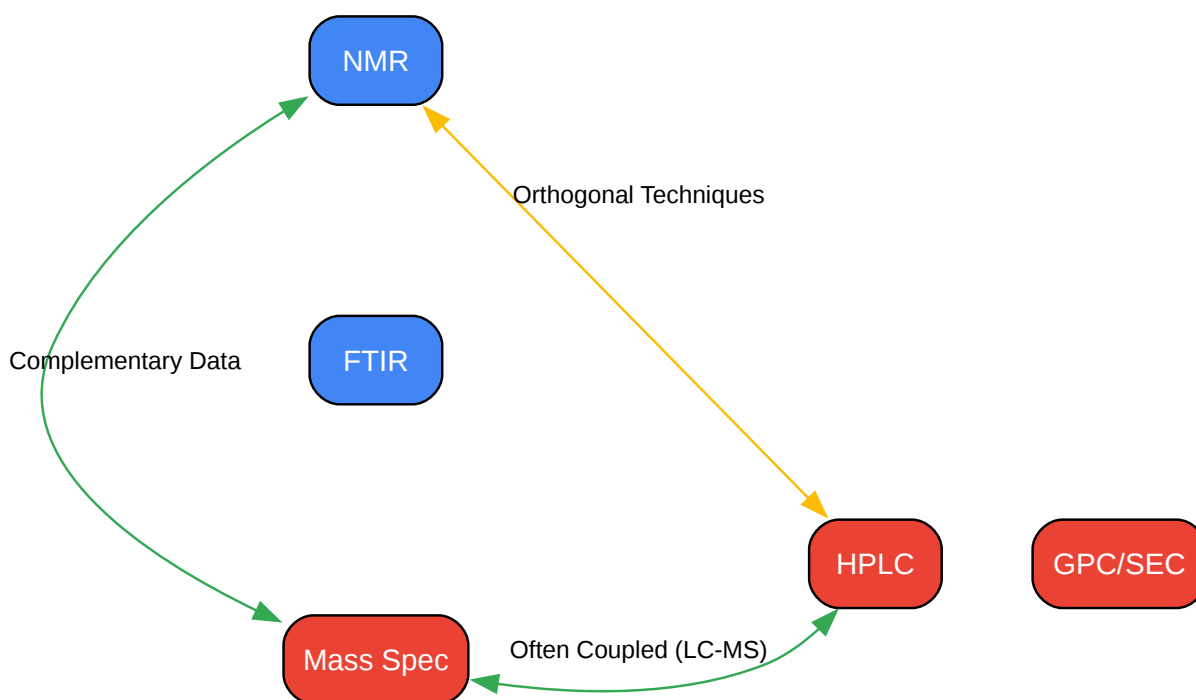 NMR
Orthogonal Techniques
Complementary Data
FTIR
HPLC
GPC/SEC
Often Coupled (LC-MS)
Mass Spec